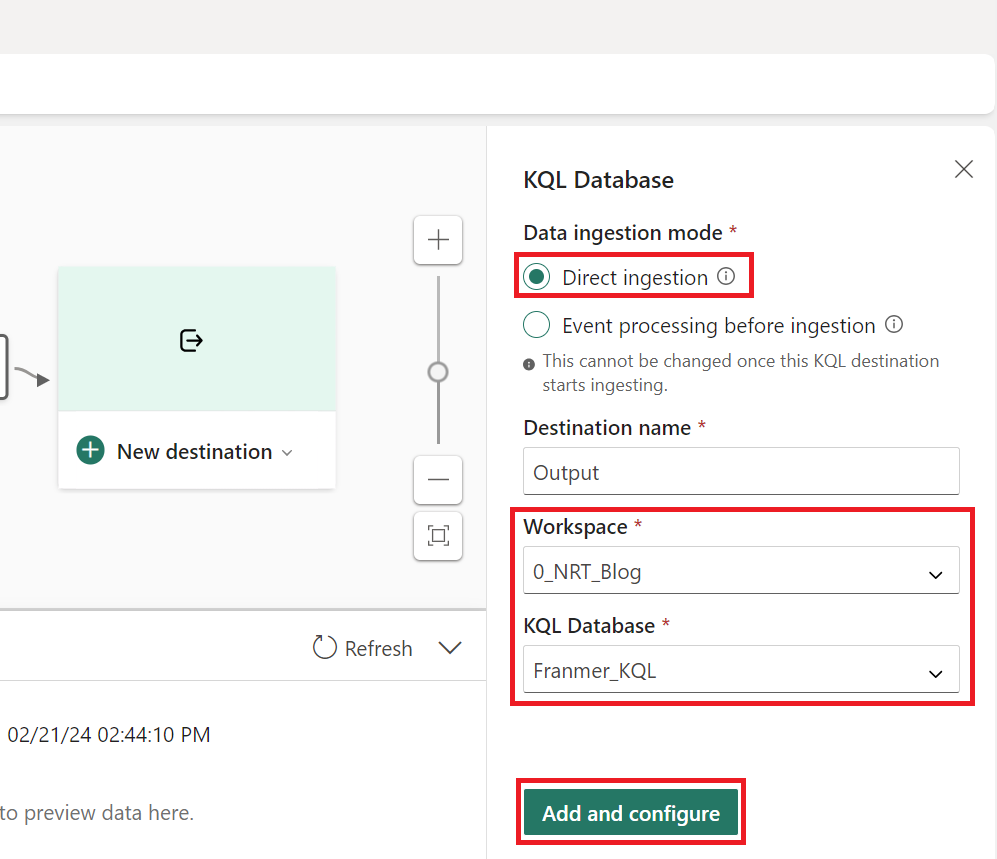 New destination
Refresh
02/21/24 02:44:10 PM
to preview data here.
KQL Database
Data ingestion mode *
Direct ingestion
Event processing before ingestion
This cannot be changed once this KQL destination
starts ingesting.
Destination name *
Output
Workspace *
0_NRT_Blog
KQL Database *
Franmer_KQL
Add and configure